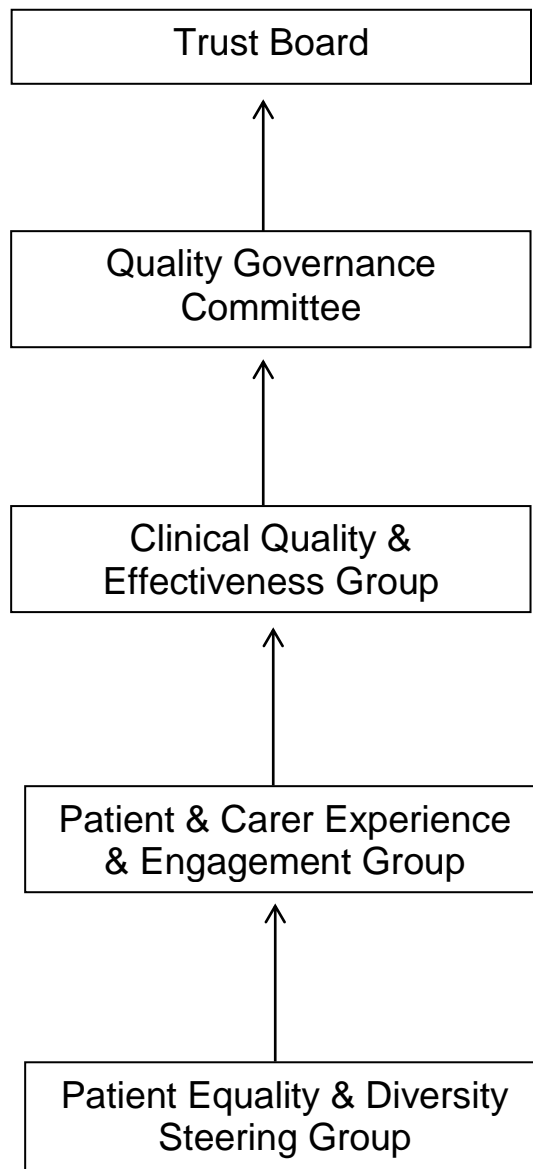 Trust Board
Quality Governance
Committee
Clinical Quality &
Effectiveness Group
Patient & Carer Experience
& Engagement Group
Patient Equality & Diversity
Steering Group